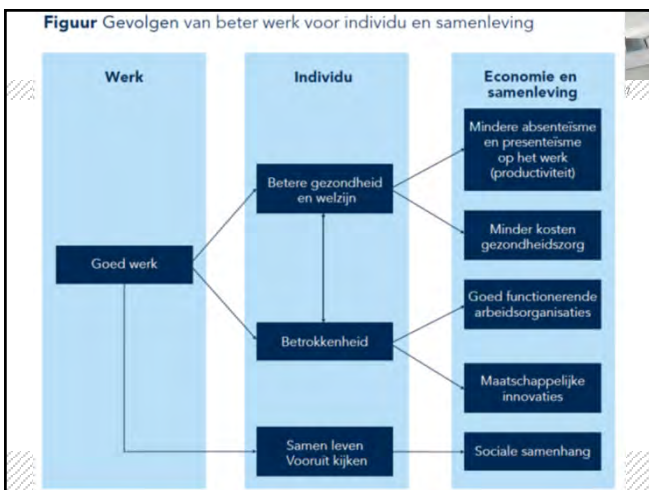 Figuur Gevolgen van beter werk voor individu en samenleving
Werk
Individu
Economie en
samenleving
Goed werk
Betere gezondheid
en welzijn
Betrokkenheid
Samen leven
Vooruit kijken
Mindere absenteïsme
en presenteïsme
op het werk
(productiviteit)
Minder kosten
gezondheidszorg
Goed functionerende
arbeidsorganisaties
Maatschappelijke
innovaties
Sociale samenhang